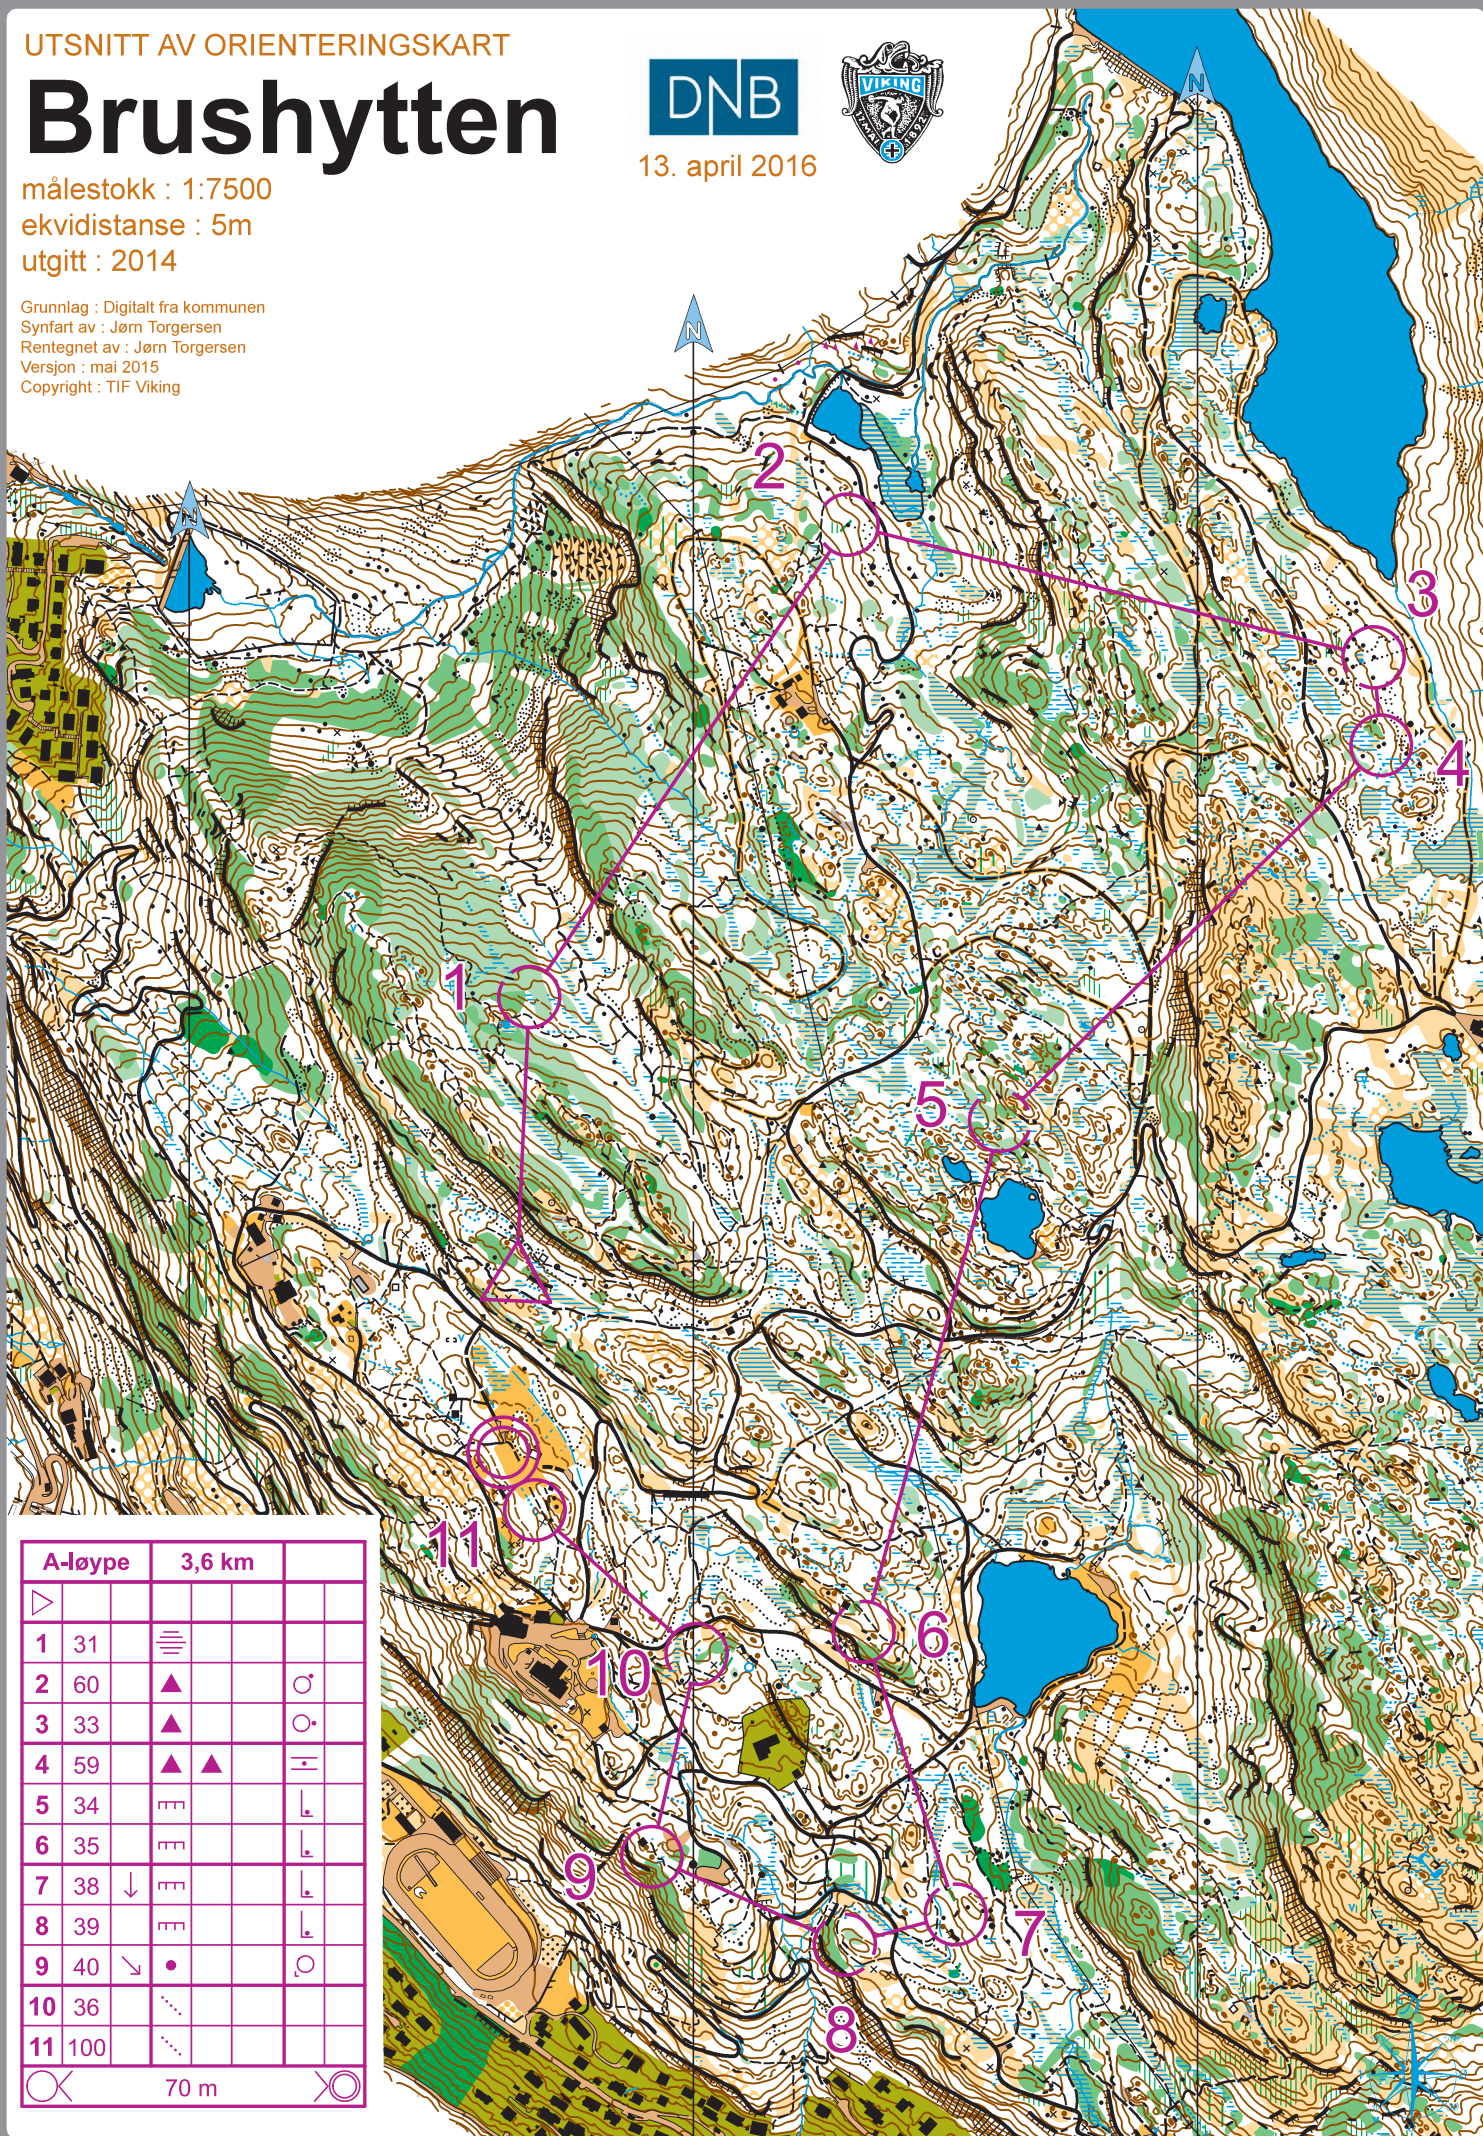 UTSNITT AV ORIENTERINGSKART
Brushytten
målestokk : 1:7500
ekvidistanse : 5m
utgitt : 2014
Grunnlag : Digitalt fra kommunen
Synfart av : Jørn Torgersen
Rentegnet av : Jørn Torgersen
Versjon : mai 2015
Copyright : TIF Viking
DNB
13. april 2016
VIKING
17. MAI 1892
N
N
N
2
3
4
1
5
11
10
6
9
7
8
A-løype 3,6 km
1 31
2 60
3 33
4 59
5 34
6 35
7 38
8 39
9 40
10 36
11 100
70 m